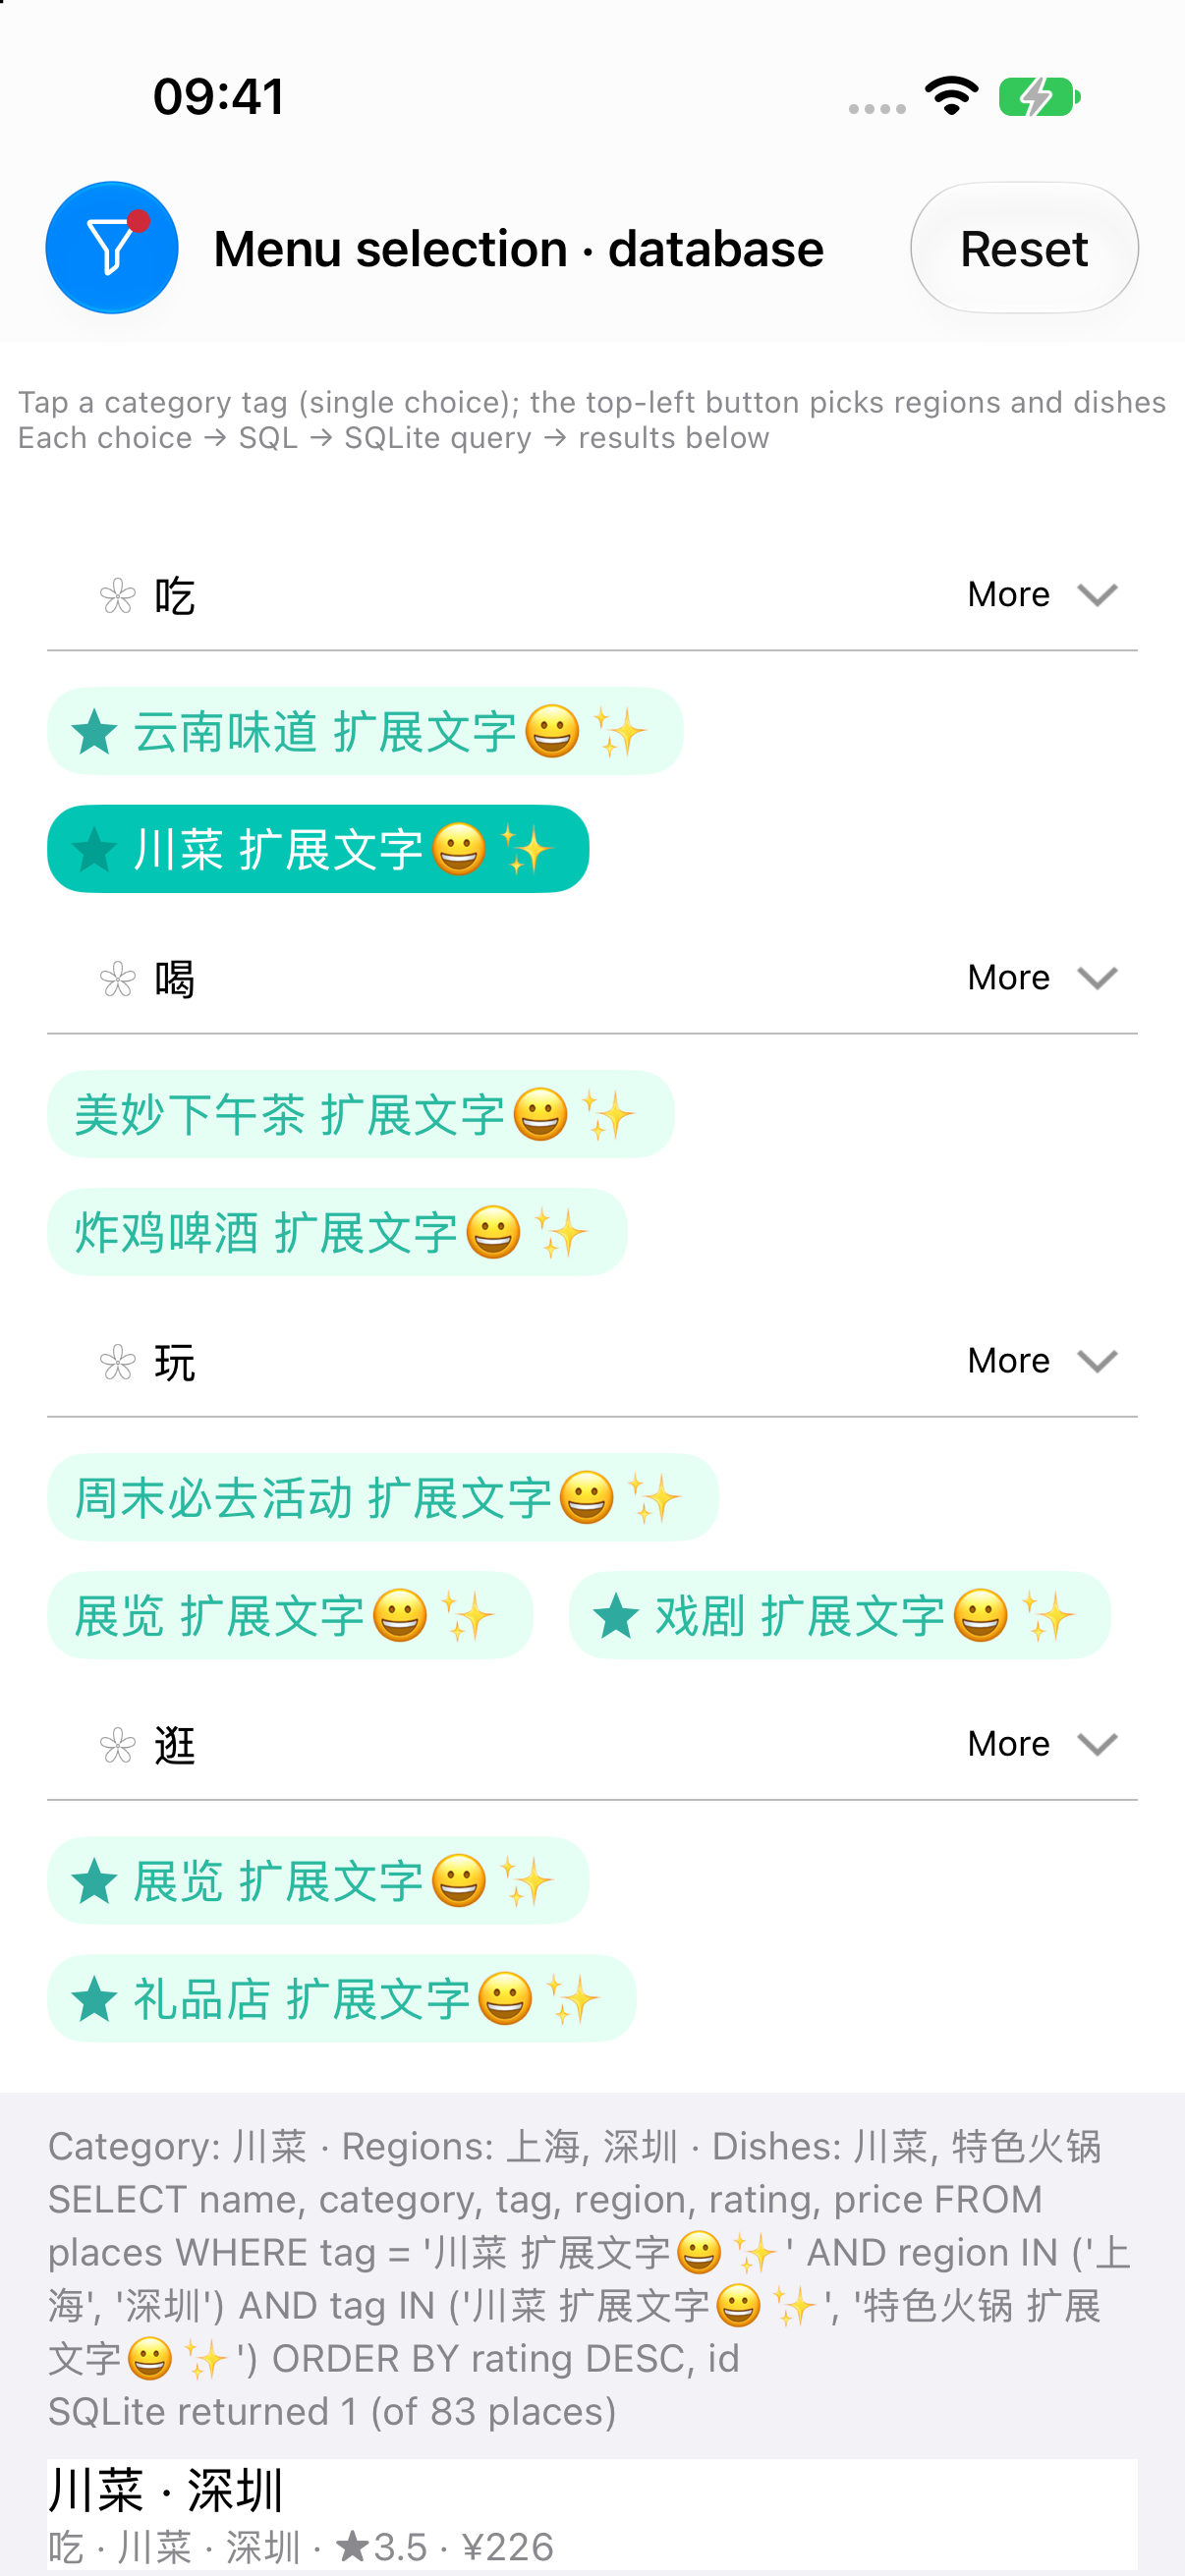 09:41
Menu selection · database
Reset
Tap a category tag (single choice); the top-left button picks regions and dishes
Each choice → SQL → SQLite query → results below
吃
More
★ 云南味道 扩展文字😀✨
★ 川菜 扩展文字😀✨
喝
More
美妙下午茶 扩展文字😀✨
炸鸡啤酒 扩展文字😀✨
玩
More
周末必去活动 扩展文字😀✨
展览 扩展文字😀✨
★ 戏剧 扩展文字😀✨
逛
More
★ 展览 扩展文字😀✨
★ 礼品店 扩展文字😀✨
Category: 川菜 · Regions: 上海, 深圳 · Dishes: 川菜, 特色火锅
SELECT name, category, tag, region, rating, price FROM
places WHERE tag = '川菜 扩展文字😀✨' AND region IN ('上
海', '深圳') AND tag IN ('川菜 扩展文字😀✨', '特色火锅 扩展
文字😀✨') ORDER BY rating DESC, id
SQLite returned 1 (of 83 places)
川菜 · 深圳
吃 · 川菜 · 深圳 · ★3.5 · ¥226